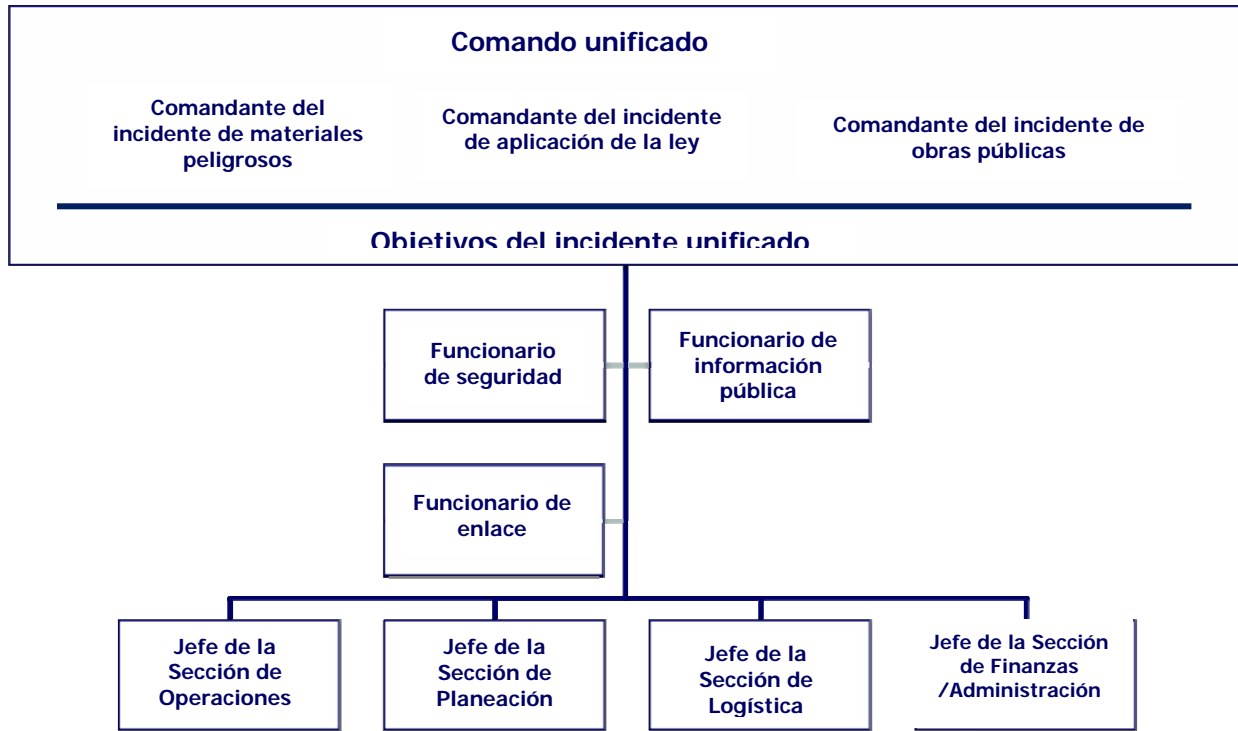 Comando unificado
Comandante del
incidente de materiales
peligrosos
Comandante del incidente
de aplicación de la ley
Comandante del incidente de
obras públicas
Objetivos del incidente unificado
Funcionario
de seguridad
Funcionario de
información
pública
Funcionario de
enlace
Jefe de la
Sección de
Operaciones
Jefe de la
Sección de
Planeación
Jefe de la
Sección de
Logística
Jefe de la Sección
de Finanzas
/Administración